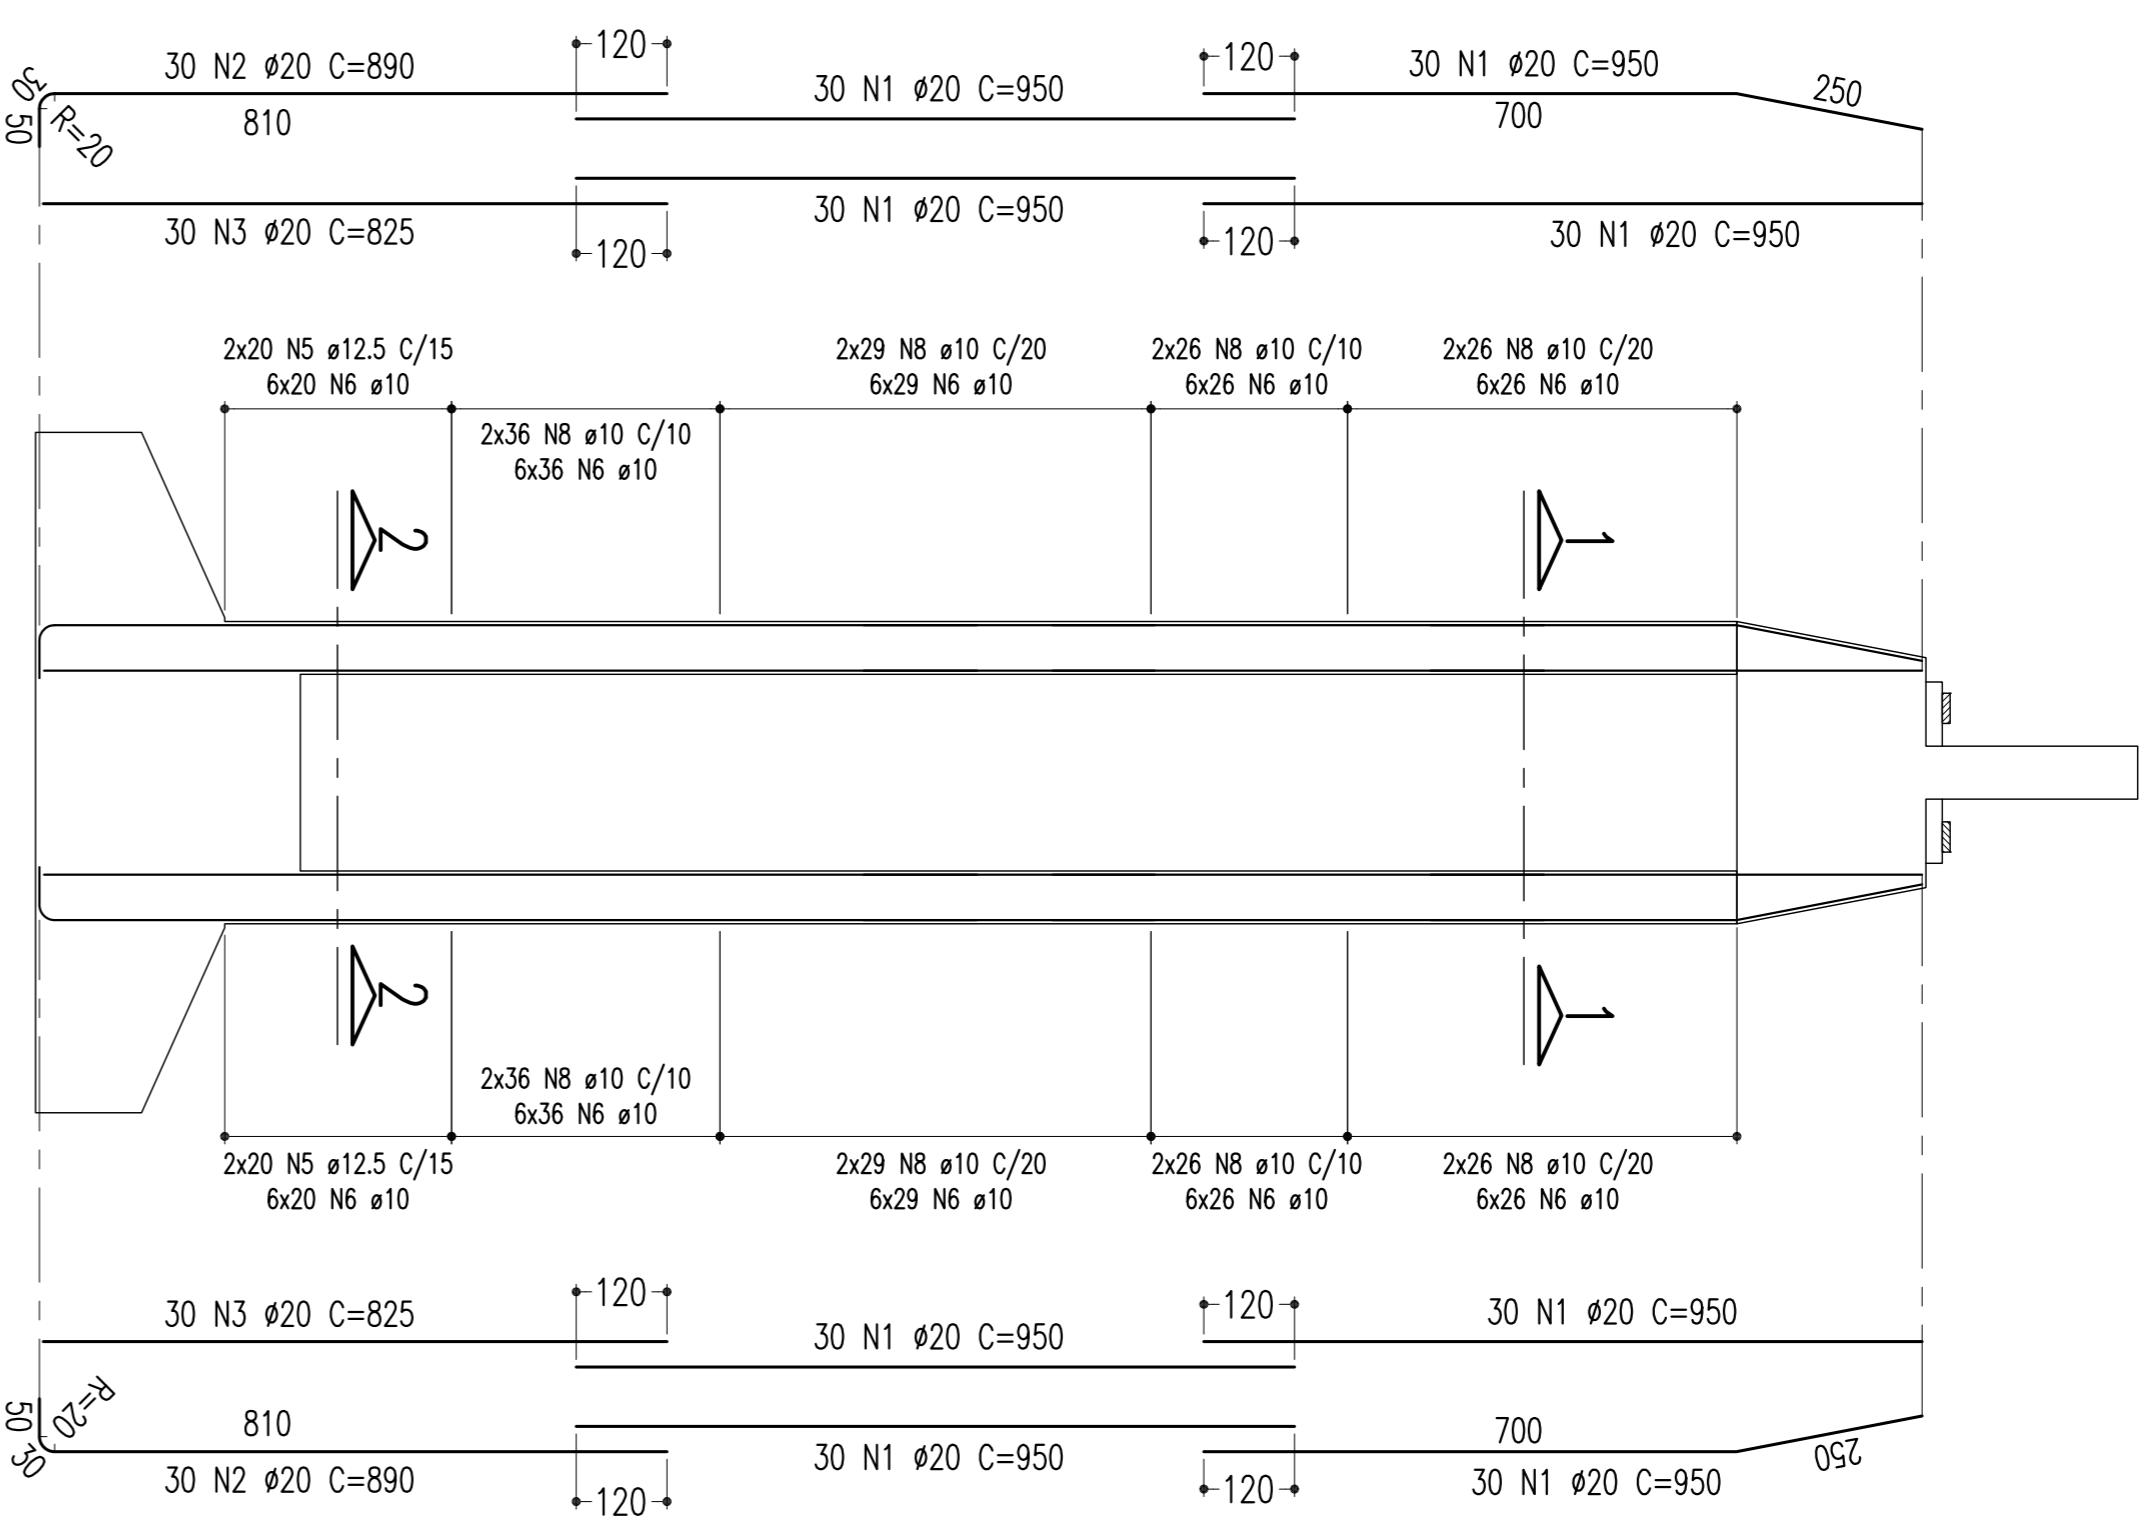 120
120
30 N2 ø20 C=890
30 N1 ø20 C=950
30 N1 ø20 C=950
30
50
R=20
810
700
250
30 N3 ø20 C=825
30 N1 ø20 C=950
30 N1 ø20 C=950
120
120
2x20 N5 ø12.5 C/15
6x20 N6 ø10
2x36 N8 ø10 C/10
6x36 N6 ø10
2x29 N8 ø10 C/20
6x29 N6 ø10
2x26 N8 ø10 C/10
6x26 N6 ø10
2x26 N8 ø10 C/20
6x26 N6 ø10
2
1
2
1
2x36 N8 ø10 C/10
6x36 N6 ø10
2x20 N5 ø12.5 C/15
6x20 N6 ø10
2x29 N8 ø10 C/20
6x29 N6 ø10
2x26 N8 ø10 C/10
6x26 N6 ø10
2x26 N8 ø10 C/20
6x26 N6 ø10
120
120
30 N3 ø20 C=825
30 N1 ø20 C=950
30 N1 ø20 C=950
R=20
50
30
810
700
250
30 N2 ø20 C=890
30 N1 ø20 C=950
30 N1 ø20 C=950
120
120